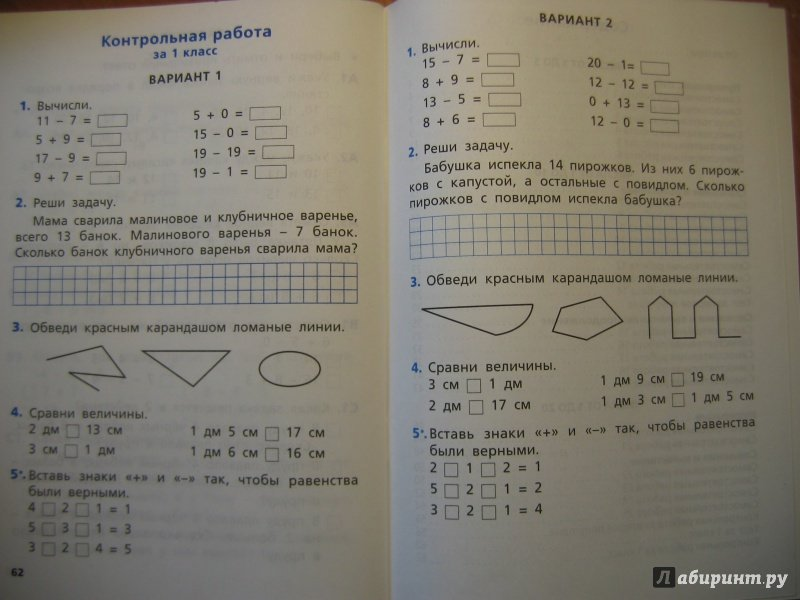 Контрольная работа
за 1 класс
ВАРИАНТ 1
1. Вычисли.
11 – 7 = □ 5 + 0 = □
5 + 9 = □ 15 – 0 = □
17 – 9 = □ 19 – 19 = □
9 + 7 = □ 19 – 1 = □
2. Реши задачу.
Мама сварила малиновое и клубничное варенье,
всего 13 банок. Малинового варенья – 7 банок.
Сколько банок клубничного варенья сварила мама?
3. Обведи красным карандашом ломаные линии.
4. Сравни величины.
2 дм □ 13 см 1 дм 5 см □ 17 см
3 см □ 1 дм 1 дм 6 см □ 16 см
5*. Вставь знаки «+» и «–» так, чтобы равенства
были верными.
4 □ 2 □ 1 = 1
5 □ 3 □ 1 = 3
3 □ 2 □ 4 = 5
62
ВАРИАНТ 2
1. Вычисли.
15 – 7 = □ 20 – 1= □
8 + 9 = □ 12 – 12 = □
13 – 5 = □ 0 + 13 = □
8 + 6 = □ 12 – 0 = □
2. Реши задачу.
Бабушка испекла 14 пирожков. Из них 6 пирож-
ков с капустой, а остальные с повидлом. Сколько
пирожков с повидлом испекла бабушка?
3. Обведи красным карандашом ломаные линии.
4. Сравни величины.
3 см □ 1 дм 1 дм 9 см □ 19 см
2 дм □ 17 см 1 дм 3 см □ 1 дм 5 см
5*. Вставь знаки «+» и «–» так, чтобы равенства
были верными.
2 □ 1 □ 2 = 1
5 □ 2 □ 1 = 2
3 □ 2 □ 1 = 4
Лабиринт.ру